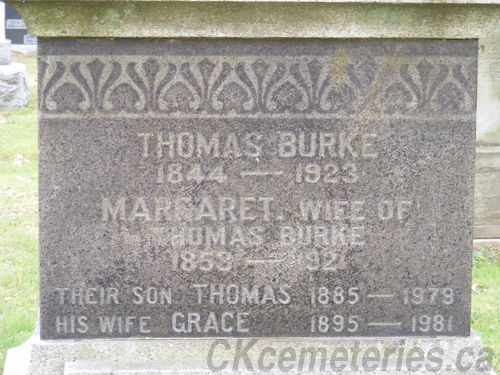 THOMAS BURKE
1844 — 1923
MARGARET. WIFE OF
THOMAS BURKE
1853 — 192
THEIR SON THOMAS 1885 — 1979
HIS WIFE GRACE 1895 — 1981
CKcemeteries.ca